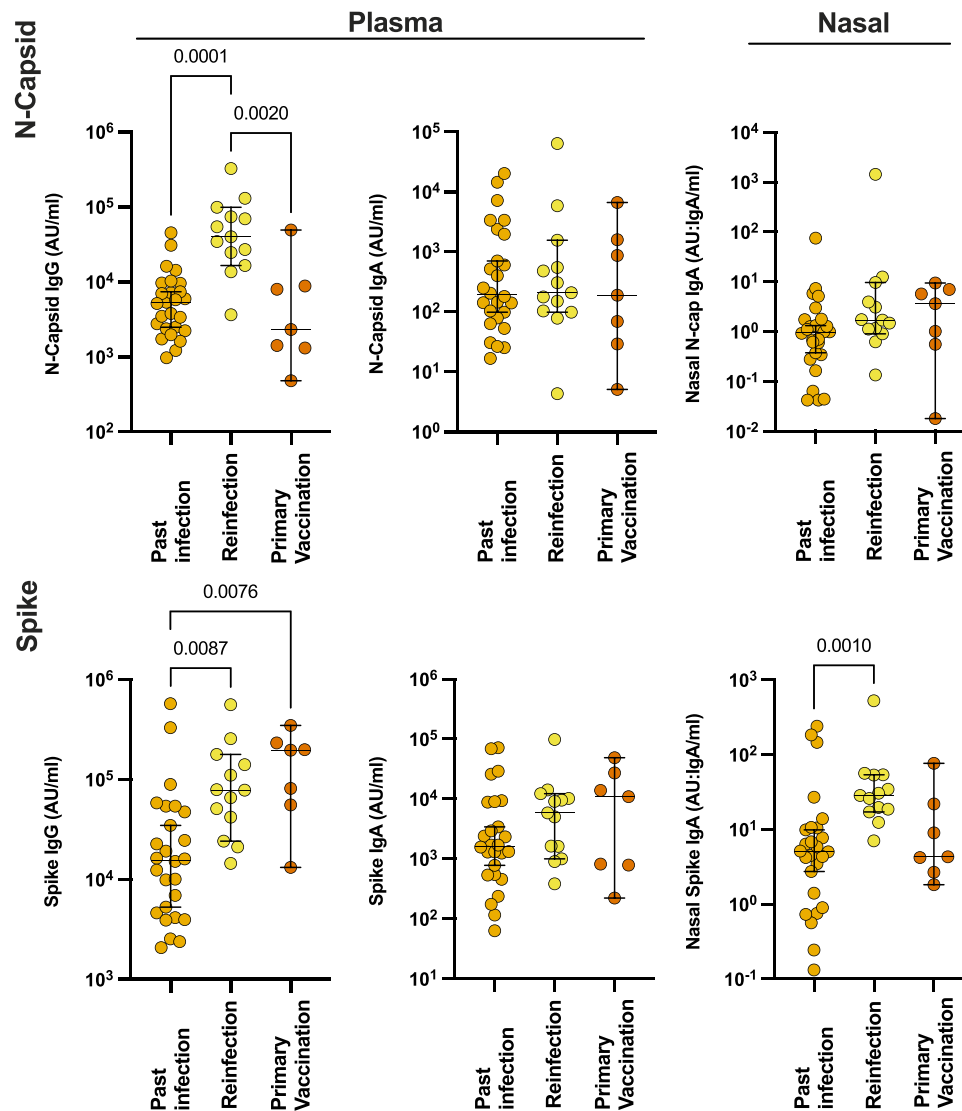 Plasma
Nasal
N-Capsid
0.0001
0.0020
N-Capsid IgG (AU/ml)
10^6
10^5
10^4
10^3
10^2
Past
infection
Reinfection
Primary
Vaccination
N-Capsid IgA (AU/ml)
10^5
10^4
10^3
10^2
10^1
10^0
Past
infection
Reinfection
Primary
Vaccination
Nasal N-cap IgA (AU:IgA/ml)
10^4
10^3
10^2
10^1
10^0
10^-1
10^-2
Past
infection
Reinfection
Primary
Vaccination
Spike
0.0076
0.0087
Spike IgG (AU/ml)
10^6
10^5
10^4
10^3
Past
infection
Reinfection
Primary
Vaccination
Spike IgA (AU/ml)
10^6
10^5
10^4
10^3
10^2
10^1
Past
infection
Reinfection
Primary
Vaccination
0.0010
Nasal Spike IgA (AU:IgA/ml)
10^3
10^2
10^1
10^0
10^-1
Past
infection
Reinfection
Primary
Vaccination